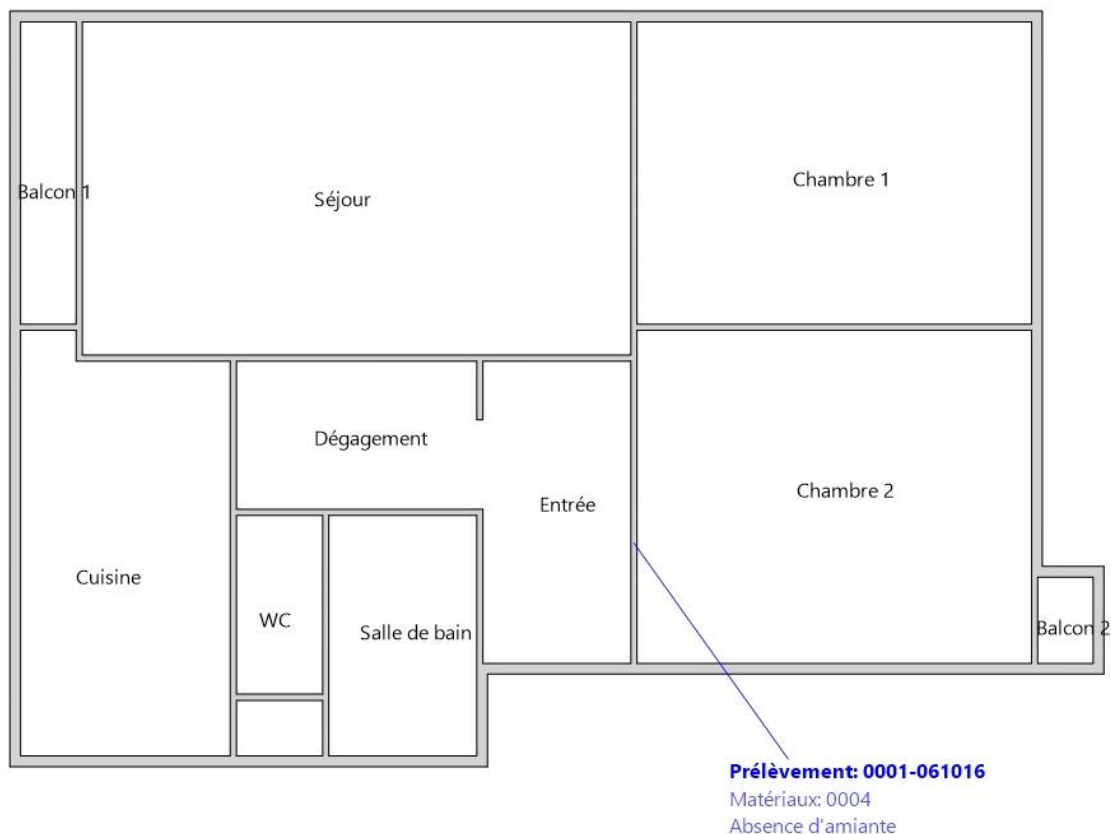 Chambre 1
Balcon 1
Séjour
Dégagement
Chambre 2
Entrée
Cuisine
WC
Salle de bain
Balcon 2
Prélèvement: 0001-061016
Matériaux: 0004
Absence d'amiante